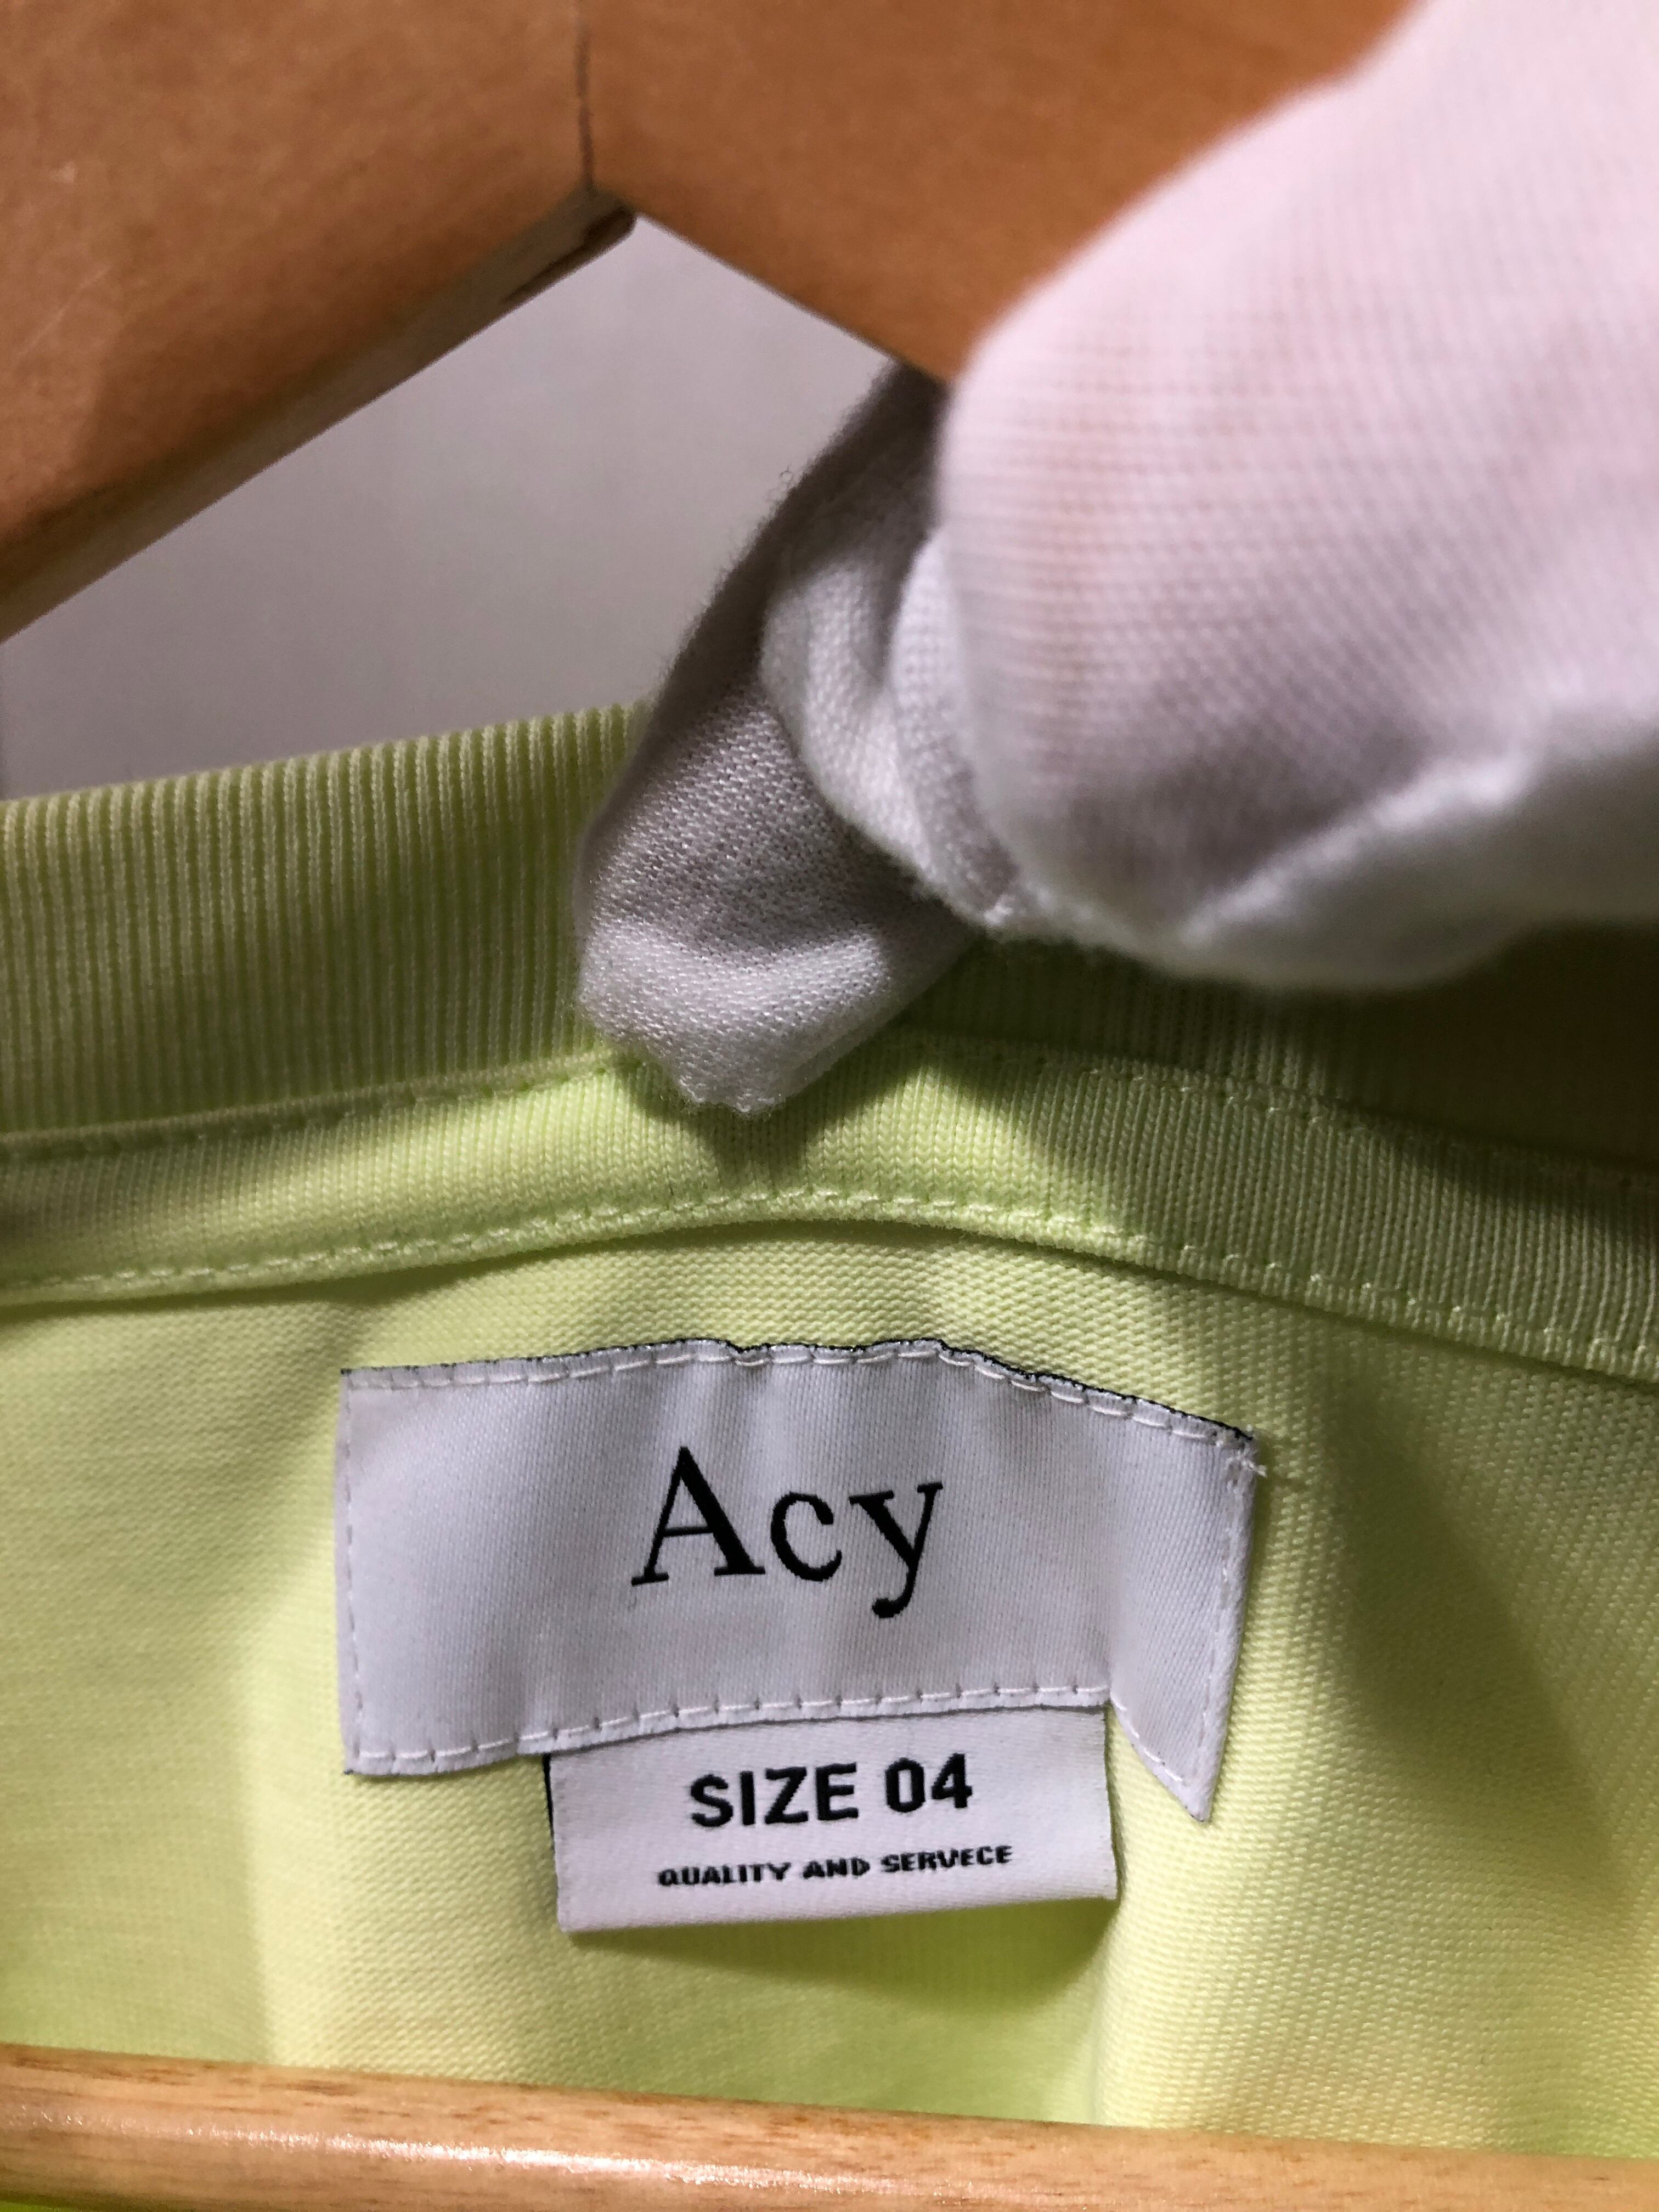 Acy
SIZE 04
QUALITY AND SERVECE